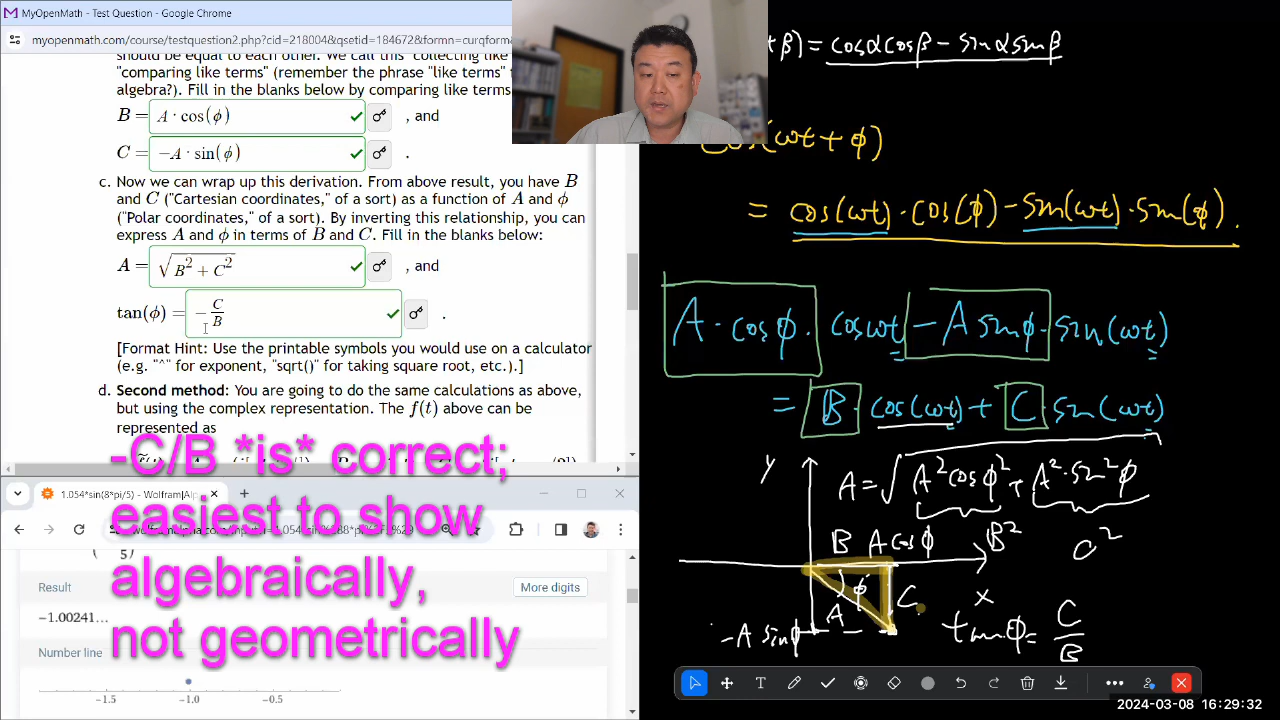 MyOpenMath - Test Question - Google Chrome
myopenmath.com/course/testquestion2.php?cid=218004&qsetid=184672&formn=curqform
should be equal to each other. We call this "collecting like
"comparing like terms" (remember the phrase "like terms"
algebra?). Fill in the blanks below by comparing like terms
B = A · cos(ϕ) , and
C = −A · sin(ϕ) .
c. Now we can wrap up this derivation. From above result, you have B
and C ("Cartesian coordinates," of a sort) as a function of A and ϕ
("Polar coordinates," of a sort). By inverting this relationship, you can
express A and ϕ in terms of B and C. Fill in the blanks below:
A = √(B² + C²) , and
tan(ϕ) = − C/B .
[Format Hint: Use the printable symbols you would use on a calculator
(e.g. "^" for exponent, "sqrt()" for taking square root, etc.).]
d. Second method: You are going to do the same calculations as above,
but using the complex representation. The f(t) above can be
represented as
-C/B *is* correct;
easiest to show
algebraically,
not geometrically
1.054*sin(8*pi/5) - Wolfram|Alp
5)
Result
More digits
−1.00241...
Number line
−1.5 −1.0 −0.5
β) = cosα cosβ − sinα sinβ
cos(ωt + ϕ)
= cos(ωt) · cos(ϕ) − sin(ωt) · sin(ϕ).
A · cosϕ · cosωt − A sinϕ · sin(ωt)
= B · cos(ωt) + C · sin(ωt)
y
A = √(A² cosϕ² + A² · sin²ϕ)
B A cosϕ B² C²
ϕ
A
C
x
−A sinϕ
tanϕ = C/B
T
2024-03-08 16:29:32